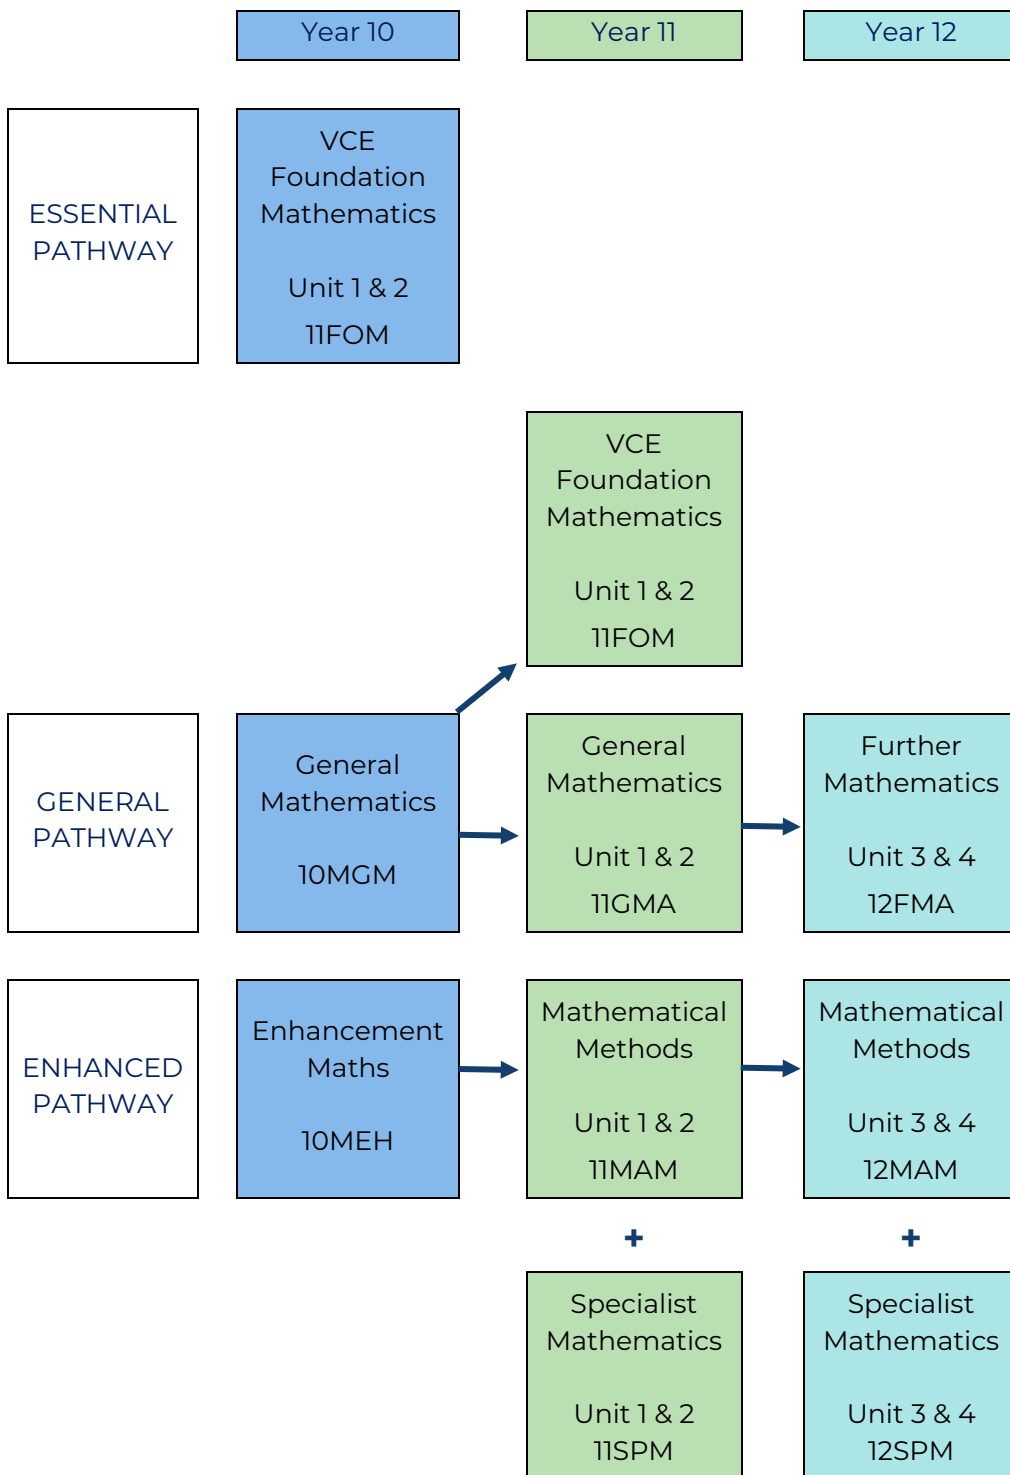 Year 10
Year 11
Year 12
ESSENTIAL
PATHWAY
VCE
Foundation
Mathematics
Unit 1 & 2
11FOM
VCE
Foundation
Mathematics
Unit 1 & 2
11FOM
GENERAL
PATHWAY
General
Mathematics
10MGM
General
Mathematics
Unit 1 & 2
11GMA
Further
Mathematics
Unit 3 & 4
12FMA
ENHANCED
PATHWAY
Enhancement
Maths
10MEH
Mathematical
Methods
Unit 1 & 2
11MAM
Mathematical
Methods
Unit 3 & 4
12MAM
+
+
Specialist
Mathematics
Unit 1 & 2
11SPM
Specialist
Mathematics
Unit 3 & 4
12SPM